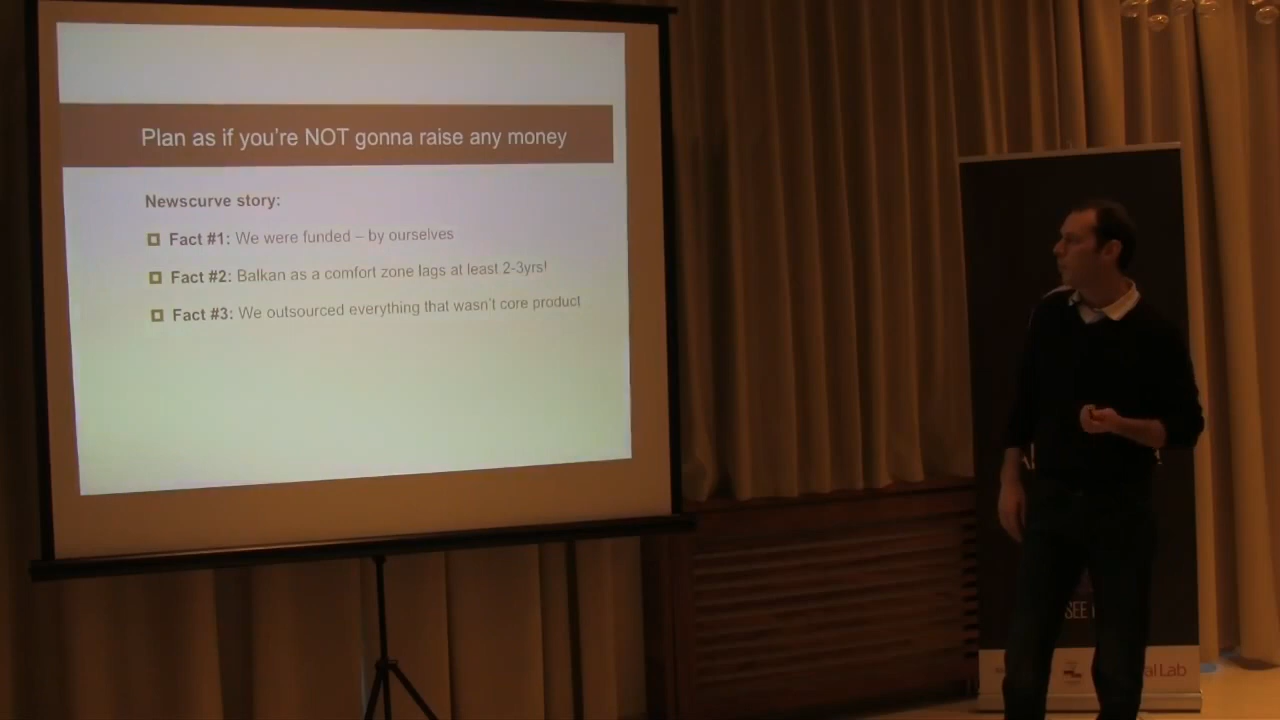 Plan as if you're NOT gonna raise any money
Newscurve story:
Fact #1: We were funded – by ourselves
Fact #2: Balkan as a comfort zone lags at least 2-3yrs!
Fact #3: We outsourced everything that wasn't core product
SEE
Lab